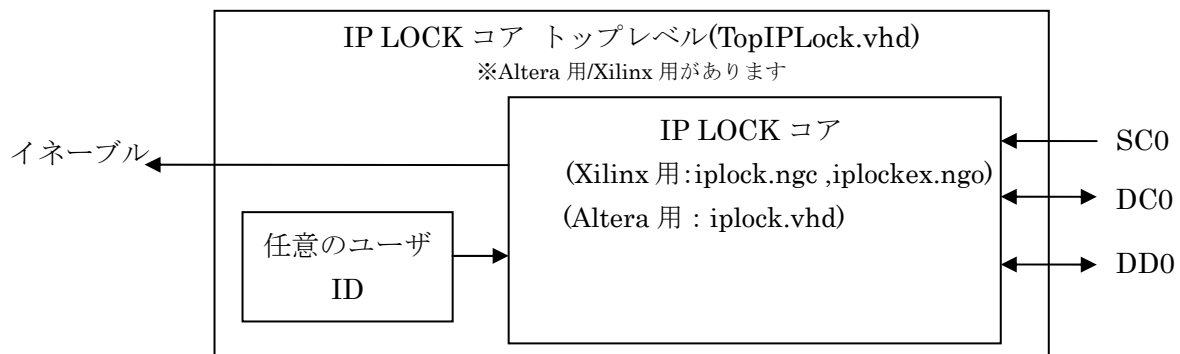 IP LOCK コア トップレベル(TopIPLock.vhd)
※Altera 用/Xilinx 用があります
IP LOCK コア
(Xilinx 用:iplock.ngc ,iplockex.ngo)
(Altera 用：iplock.vhd)
イネーブル
任意のユーザ
ID
SC0
DC0
DD0